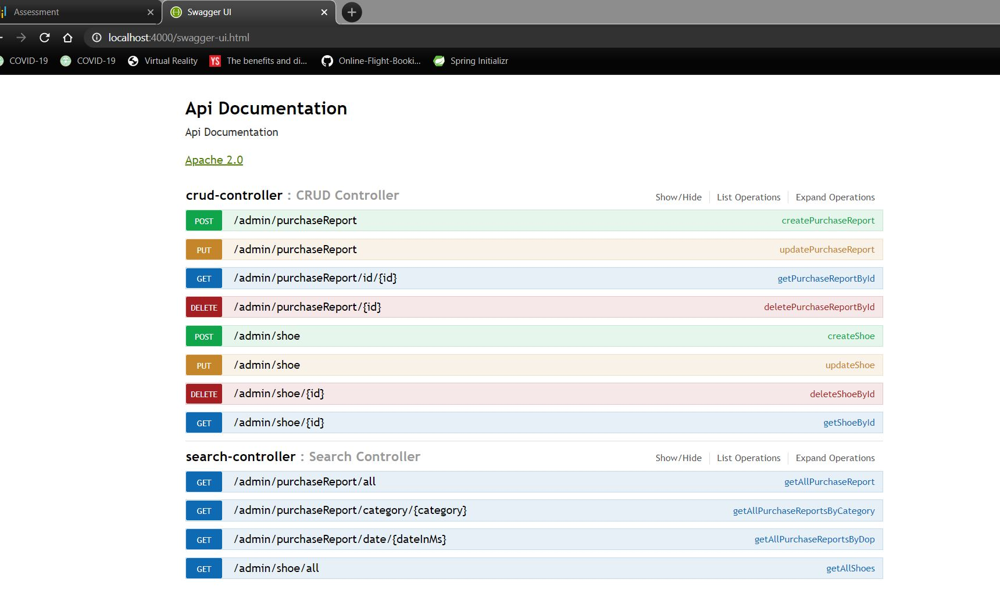 Assessment
Swagger UI
localhost:4000/swagger-ui.html
COVID-19 COVID-19 Virtual Reality YS The benefits and di... Online-Flight-Booki... Spring Initializr
Api Documentation
Api Documentation
Apache 2.0
crud-controller : CRUD Controller Show/Hide List Operations Expand Operations
POST /admin/purchaseReport createPurchaseReport
PUT /admin/purchaseReport updatePurchaseReport
GET /admin/purchaseReport/id/{id} getPurchaseReportById
DELETE /admin/purchaseReport/{id} deletePurchaseReportById
POST /admin/shoe createShoe
PUT /admin/shoe updateShoe
DELETE /admin/shoe/{id} deleteShoeById
GET /admin/shoe/{id} getShoeById
search-controller : Search Controller Show/Hide List Operations Expand Operations
GET /admin/purchaseReport/all getAllPurchaseReport
GET /admin/purchaseReport/category/{category} getAllPurchaseReportsByCategory
GET /admin/purchaseReport/date/{dateInMs} getAllPurchaseReportsByDop
GET /admin/shoe/all getAllShoes